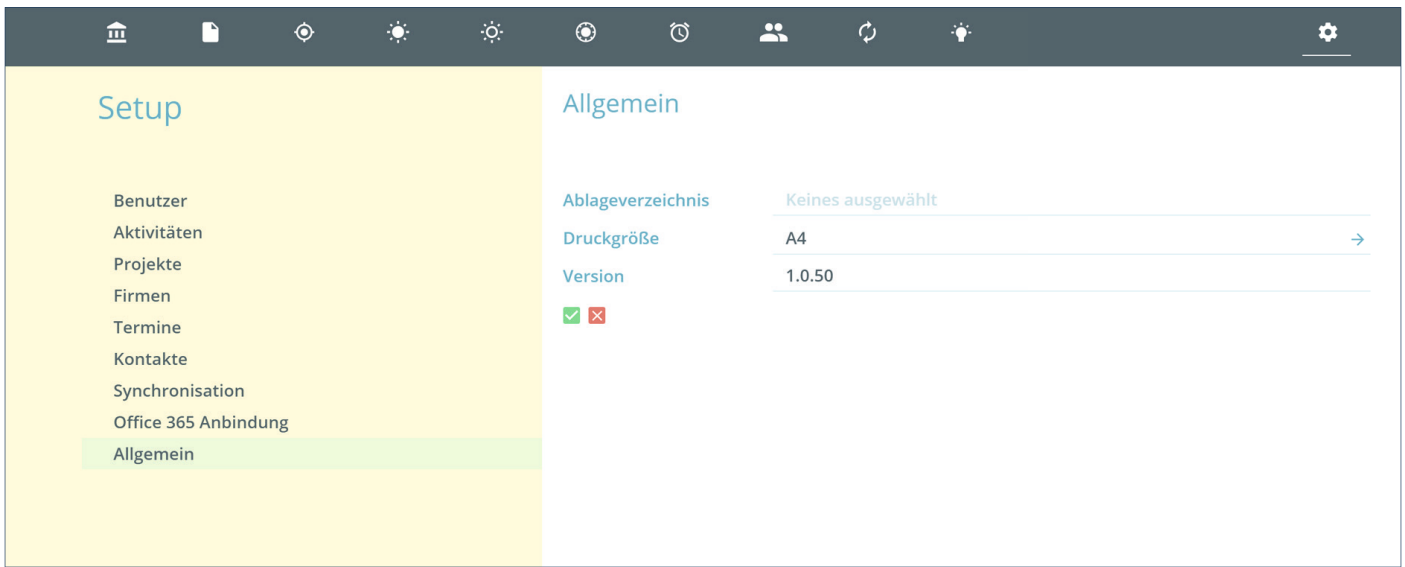 Setup
Benutzer
Aktivitäten
Projekte
Firmen
Termine
Kontakte
Synchronisation
Office 365 Anbindung
Allgemein
Allgemein
Ablageverzeichnis Keines ausgewählt
Druckgröße A4
Version 1.0.50